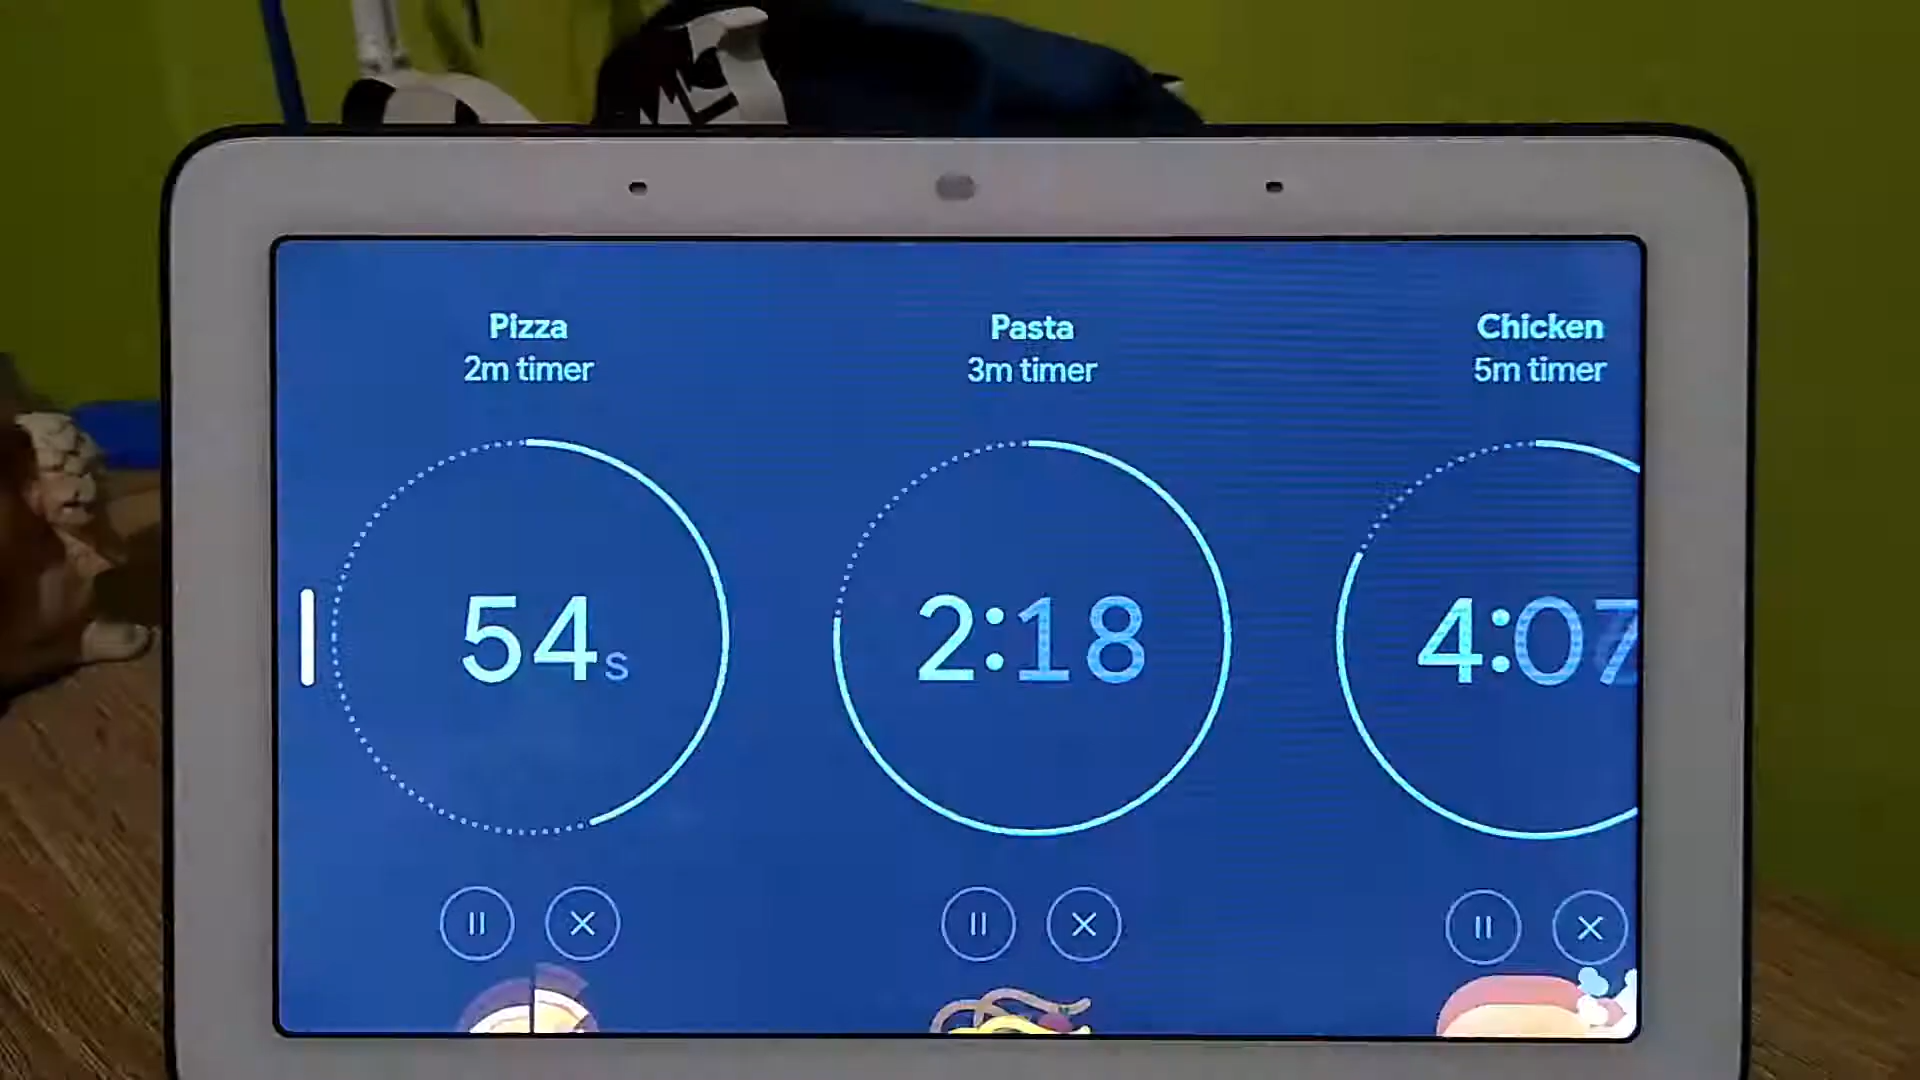 Pizza
2m timer
Pasta
3m timer
Chicken
5m timer
54s
2:18
4:07